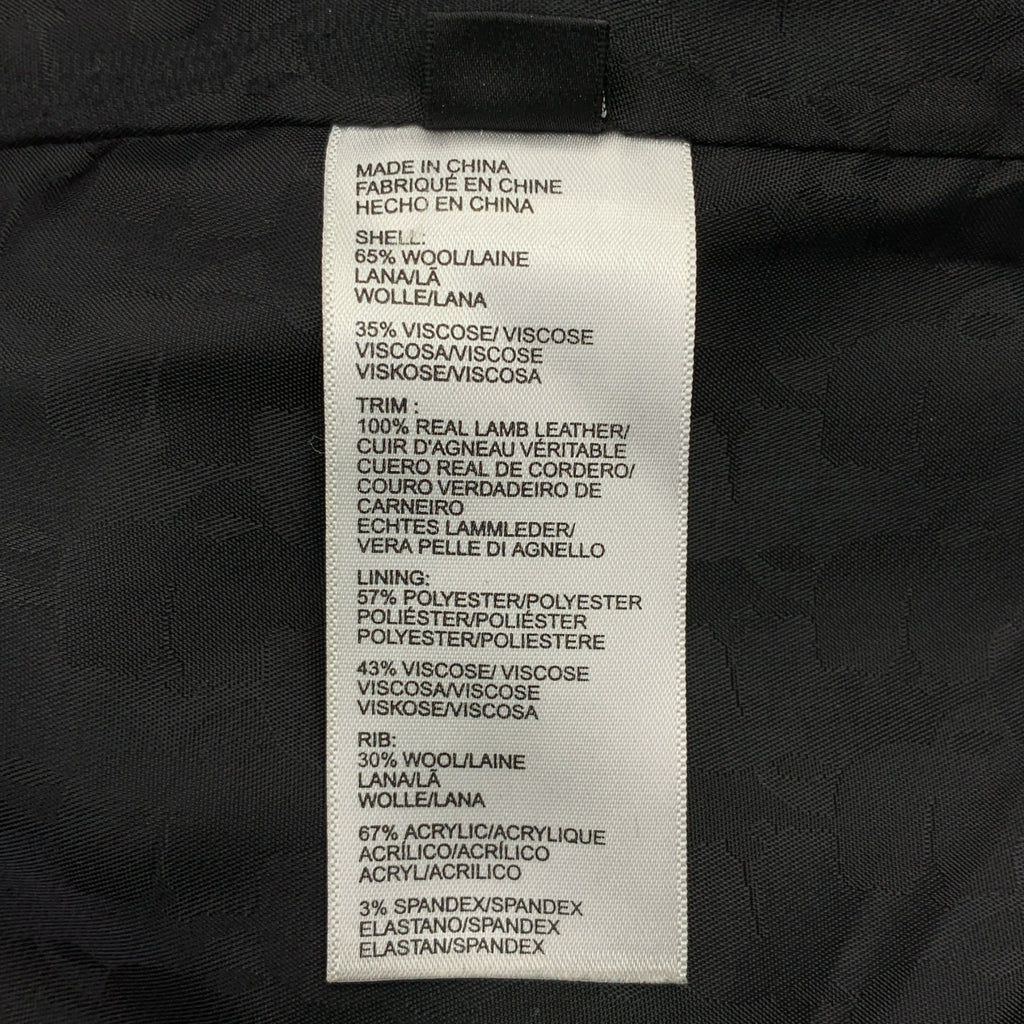 MADE IN CHINA
FABRIQUÉ EN CHINE
HECHO EN CHINA
SHELL:
65% WOOL/LAINE
LANA/LÃ
WOLLE/LANA
35% VISCOSE/ VISCOSE
VISCOSA/VISCOSE
VISKOSE/VISCOSA
TRIM :
100% REAL LAMB LEATHER/
CUIR D'AGNEAU VÉRITABLE
CUERO REAL DE CORDERO/
COURO VERDADEIRO DE
CARNEIRO
ECHTES LAMMLEDER/
VERA PELLE DI AGNELLO
LINING:
57% POLYESTER/POLYESTER
POLIÉSTER/POLIÉSTER
POLYESTER/POLIESTERE
43% VISCOSE/ VISCOSE
VISCOSA/VISCOSE
VISKOSE/VISCOSA
RIB:
30% WOOL/LAINE
LANA/LÃ
WOLLE/LANA
67% ACRYLIC/ACRYLIQUE
ACRÍLICO/ACRÍLICO
ACRYL/ACRILICO
3% SPANDEX/SPANDEX
ELASTANO/SPANDEX
ELASTAN/SPANDEX